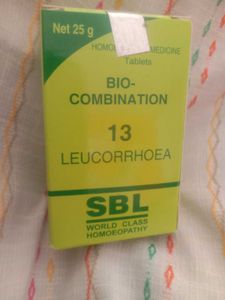 Net 25 g
MEDICINE
Tablets
BIO-
COMBINATION
13
LEUCORRHOEA
SBL
WORLD CLASS
HOMOEOPATHY